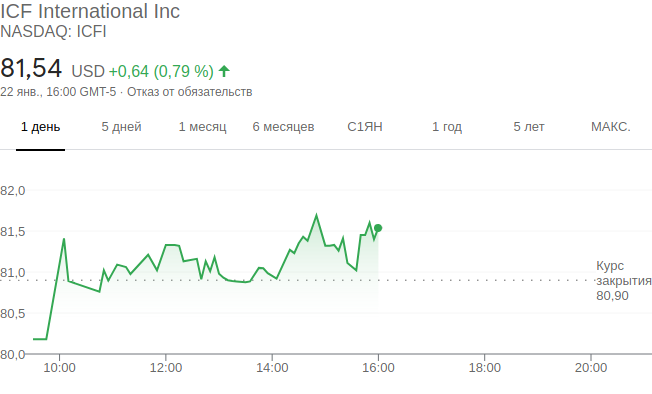 ICF International Inc
NASDAQ: ICFI
81,54 USD +0,64 (0,79 %)
22 янв., 16:00 GMT-5 · Отказ от обязательств
1 день 5 дней 1 месяц 6 месяцев С1ЯН 1 год 5 лет МАКС.
82,0
81,5
81,0
80,5
80,0
Курс
закрытия
80,90
10:00 12:00 14:00 16:00 18:00 20:00